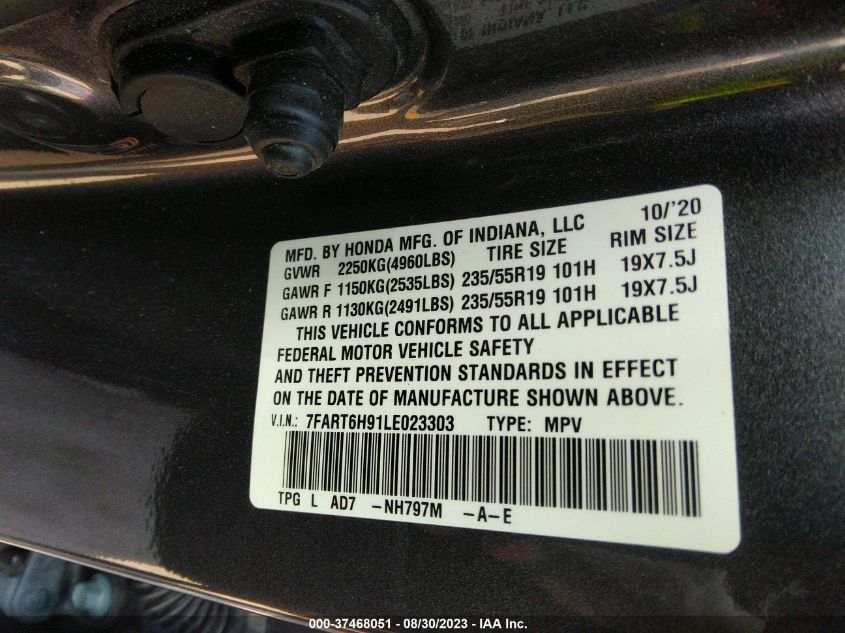 MFD. BY HONDA MFG. OF INDIANA, LLC 10/'20
GVWR 2250KG(4960LBS) TIRE SIZE RIM SIZE
GAWR F 1150KG(2535LBS) 235/55R19 101H 19X7.5J
GAWR R 1130KG(2491LBS) 235/55R19 101H 19X7.5J
THIS VEHICLE CONFORMS TO ALL APPLICABLE
FEDERAL MOTOR VEHICLE SAFETY
AND THEFT PREVENTION STANDARDS IN EFFECT
ON THE DATE OF MANUFACTURE SHOWN ABOVE.
V.I.N.: 7FART6H91LE023303 TYPE: MPV
TPG L AD7 -NH797M -A-E
000-37468051 - 08/30/2023 - IAA Inc.